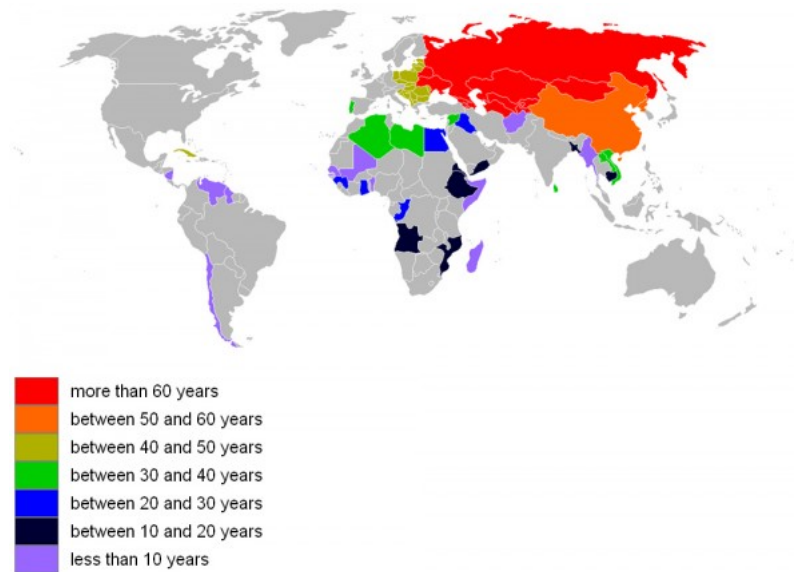 more than 60 years
between 50 and 60 years
between 40 and 50 years
between 30 and 40 years
between 20 and 30 years
between 10 and 20 years
less than 10 years